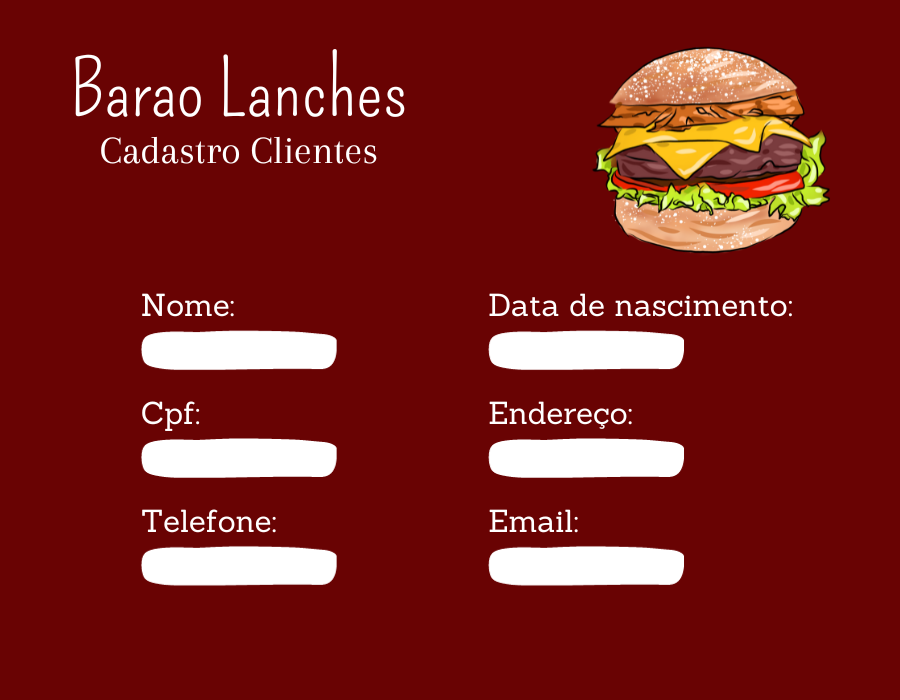 Barao Lanches
Cadastro Clientes
Nome:
Data de nascimento:
Cpf:
Endereço:
Telefone:
Email: